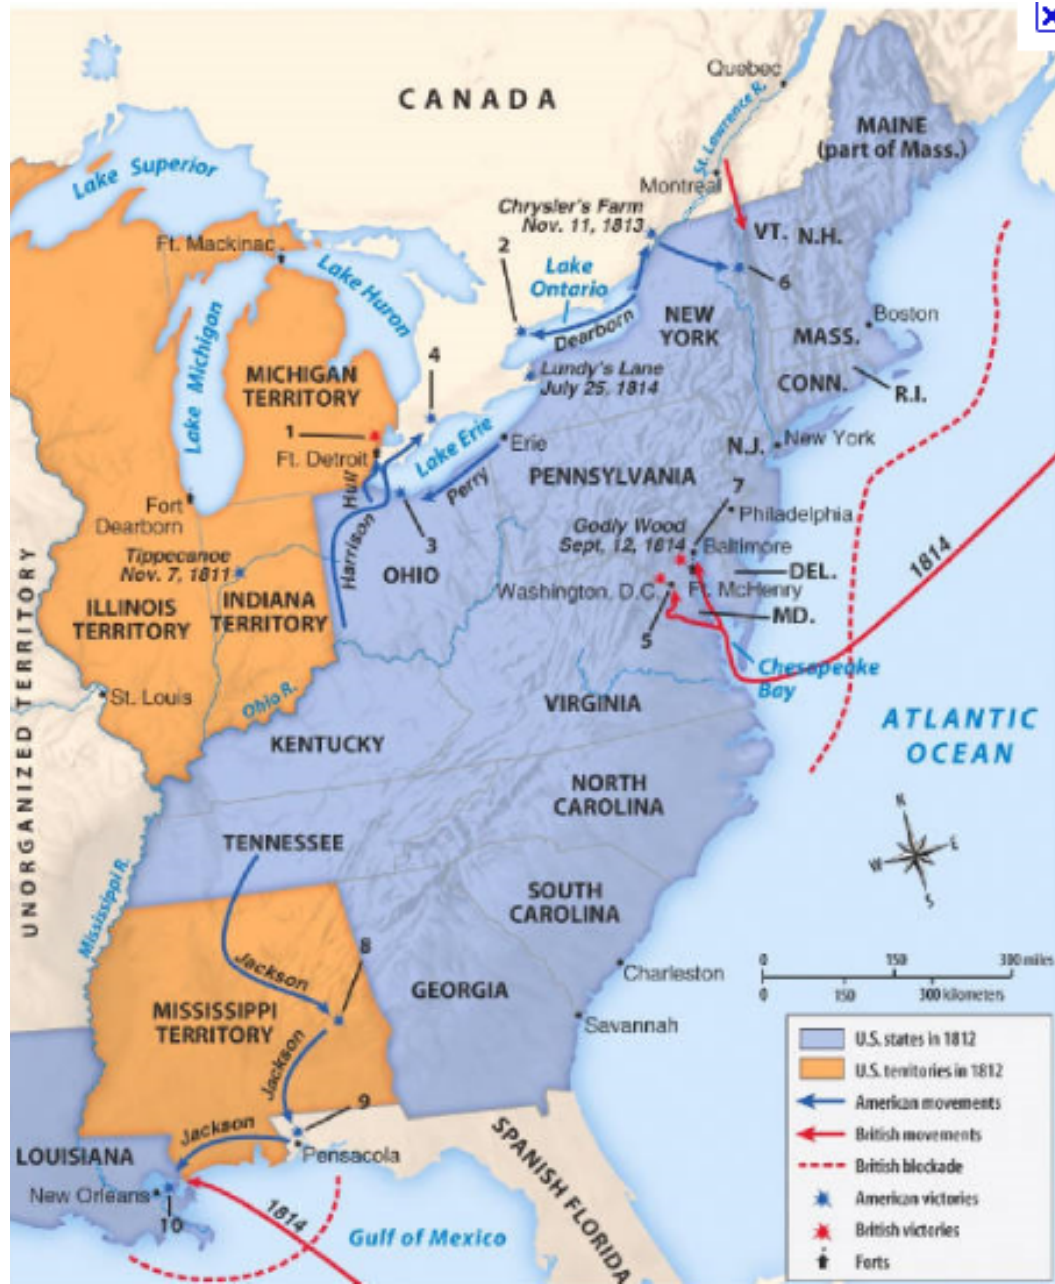 Quebec
CANADA
St. Lawrence R.
MAINE
(part of Mass.)
Lake Superior
Montreal
Chrysler's Farm
Nov. 11, 1813
VT.
N.H.
Ft. Mackinac
2
Lake
Ontario
6
Lake Huron
NEW
YORK
Boston
Dearborn
MASS.
Lake Michigan
4
Lundy's Lane
July 25, 1814
MICHIGAN
TERRITORY
CONN.
R.I.
1
Ft. Detroit
Lake Erie
Erie
N.J.
New York
Hull
Perry
PENNSYLVANIA
7
Fort
Dearborn
Philadelphia
Harrison
3
Godly Wood
Sept. 12, 1814
Baltimore
Tippecanoe
Nov. 7, 1811
OHIO
DEL.
1814
Washington, D.C.
Ft. McHenry
ILLINOIS
TERRITORY
INDIANA
TERRITORY
MD.
5
UNORGANIZED TERRITORY
Chesapeake
Bay
St. Louis
Ohio R.
VIRGINIA
ATLANTIC
OCEAN
KENTUCKY
NORTH
CAROLINA
N
W
E
S
TENNESSEE
Mississippi R.
SOUTH
CAROLINA
8
Jackson
GEORGIA
Charleston
0
150
300 miles
0
150
300 kilometers
MISSISSIPPI
TERRITORY
Savannah
Jackson
U.S. states in 1812
U.S. territories in 1812
9
American movements
Jackson
British movements
LOUISIANA
Pensacola
SPANISH FLORIDA
British blockade
New Orleans
American victories
10
1814
Gulf of Mexico
British victories
Forts